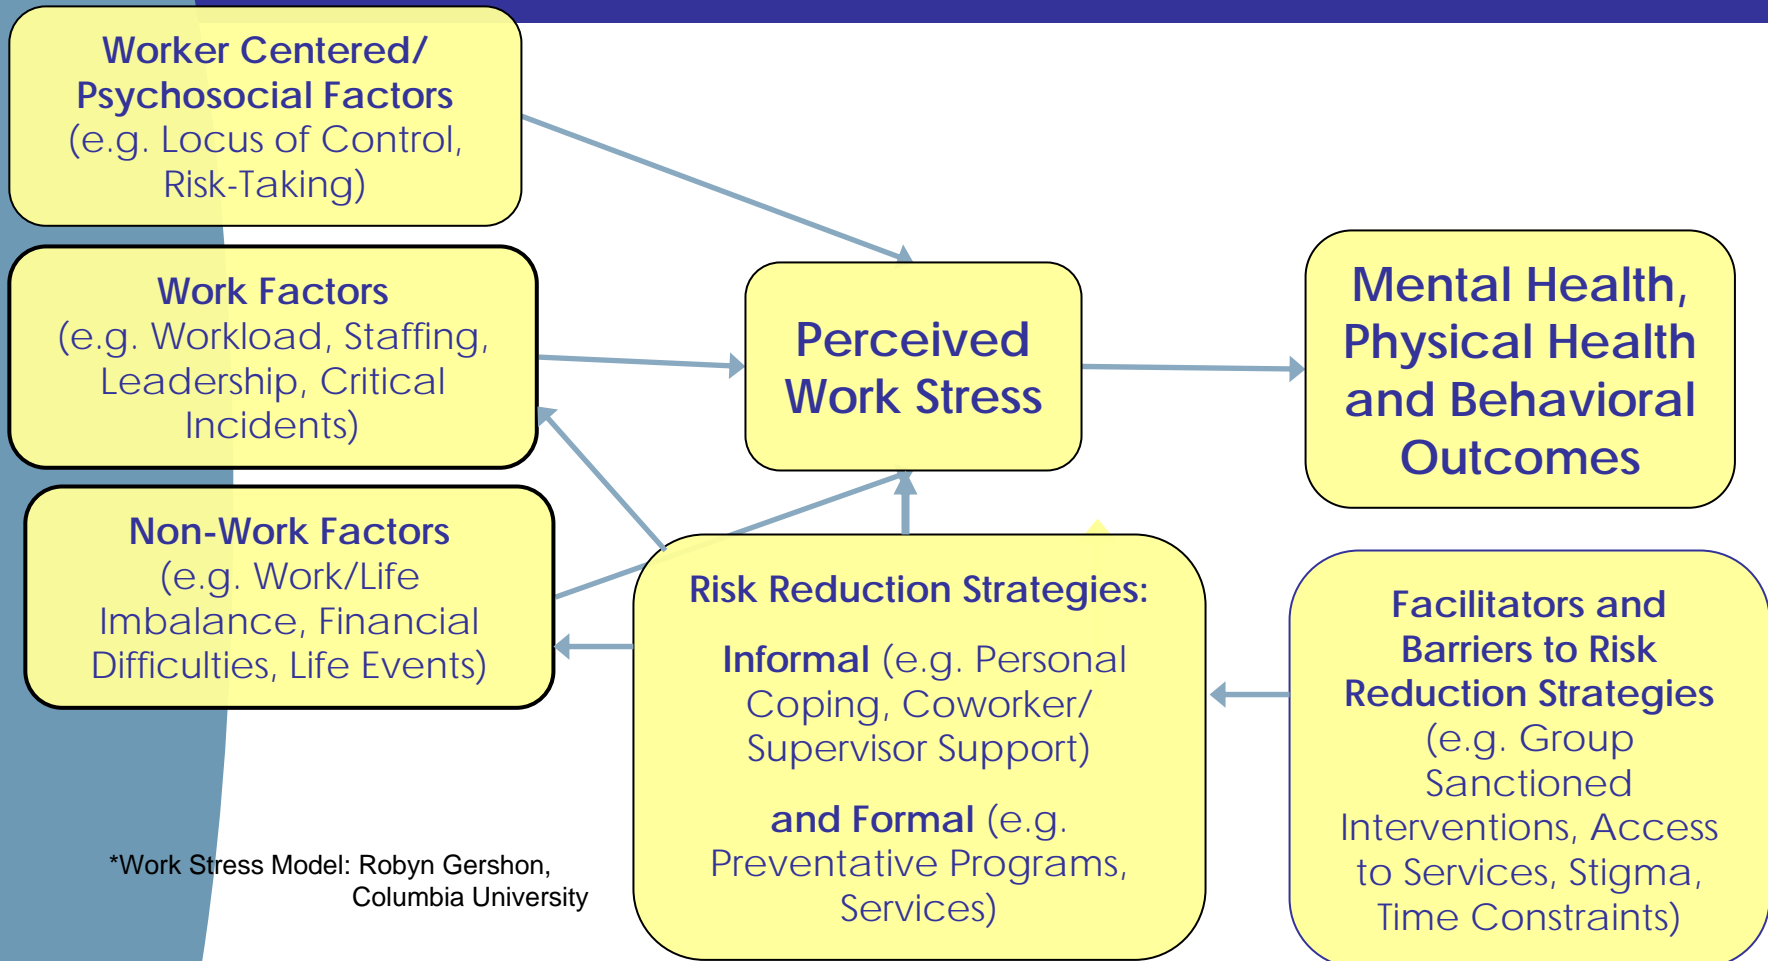 Worker Centered/
Psychosocial Factors
(e.g. Locus of Control,
Risk-Taking)
Work Factors
(e.g. Workload, Staffing,
Leadership, Critical
Incidents)
Non-Work Factors
(e.g. Work/Life
Imbalance, Financial
Difficulties, Life Events)
Perceived
Work Stress
Mental Health,
Physical Health
and Behavioral
Outcomes
Risk Reduction Strategies:
Informal (e.g. Personal
Coping, Coworker/
Supervisor Support)
and Formal (e.g.
Preventative Programs,
Services)
Facilitators and
Barriers to Risk
Reduction Strategies
(e.g. Group
Sanctioned
Interventions, Access
to Services, Stigma,
Time Constraints)
*Work Stress Model: Robyn Gershon,
Columbia University